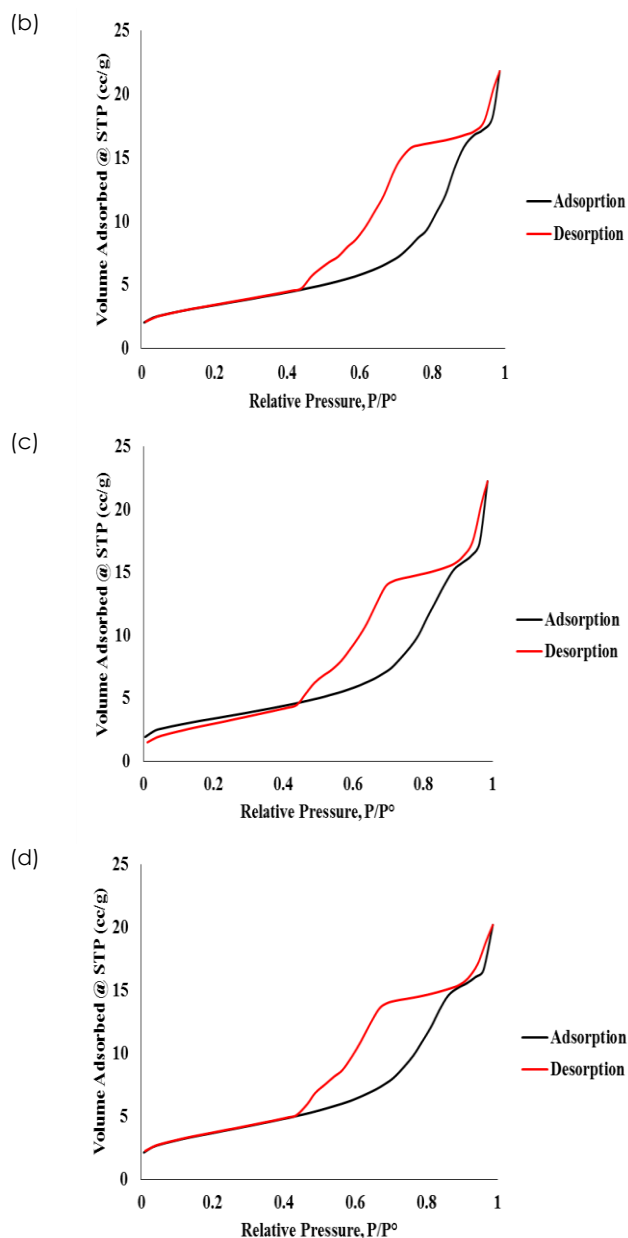 (b)
25
20
15
10
5
0
Volume Adsorbed @ STP (cc/g)
0 0.2 0.4 0.6 0.8 1
Relative Pressure, P/P°
Adsoprtion
Desorption
(c)
25
20
15
10
5
0
Volume Adsorbed @ STP (cc/g)
0 0.2 0.4 0.6 0.8 1
Relative Pressure, P/P°
Adsorption
Desorption
(d)
25
20
15
10
5
0
Volume Adsorbed @ STP (cc/g)
0 0.2 0.4 0.6 0.8 1
Relative Pressure, P/P°
Adsorption
Desorption